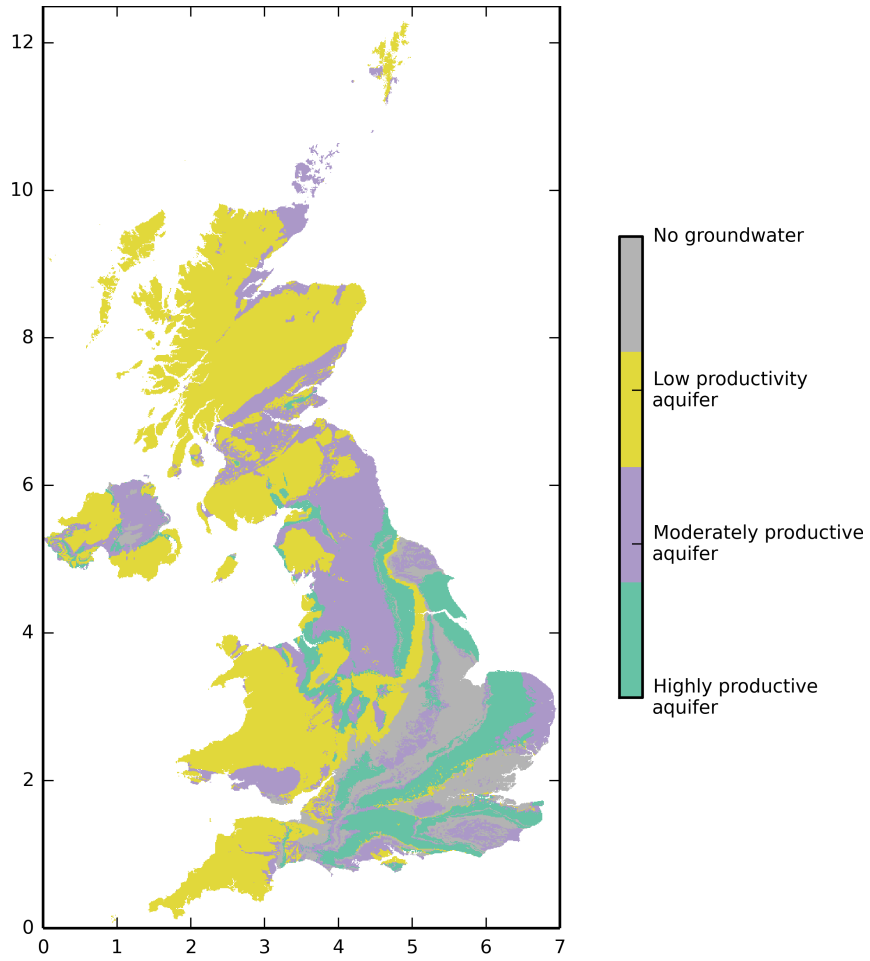 12
10
8
6
4
2
0
0 1 2 3 4 5 6 7
No groundwater
Low productivity
aquifer
Moderately productive
aquifer
Highly productive
aquifer